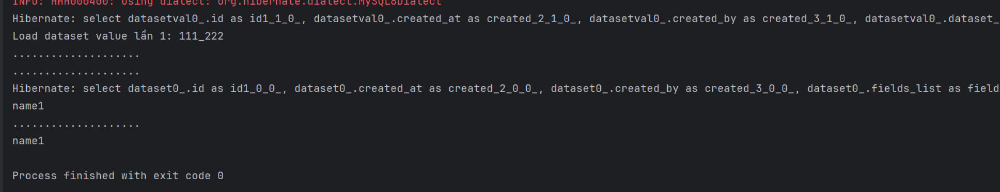 INFO: HHH000400: Using dialect: org.hibernate.dialect.MySQL8Dialect
Hibernate: select datasetval0_.id as id1_1_0_, datasetval0_.created_at as created_2_1_0_, datasetval0_.created_by as created_3_1_0_, datasetval0_.dataset_
Load dataset value lần 1: 111_222
....................
....................
Hibernate: select dataset0_.id as id1_0_0_, dataset0_.created_at as created_2_0_0_, dataset0_.created_by as created_3_0_0_, dataset0_.fields_list as field
name1
....................
name1
Process finished with exit code 0